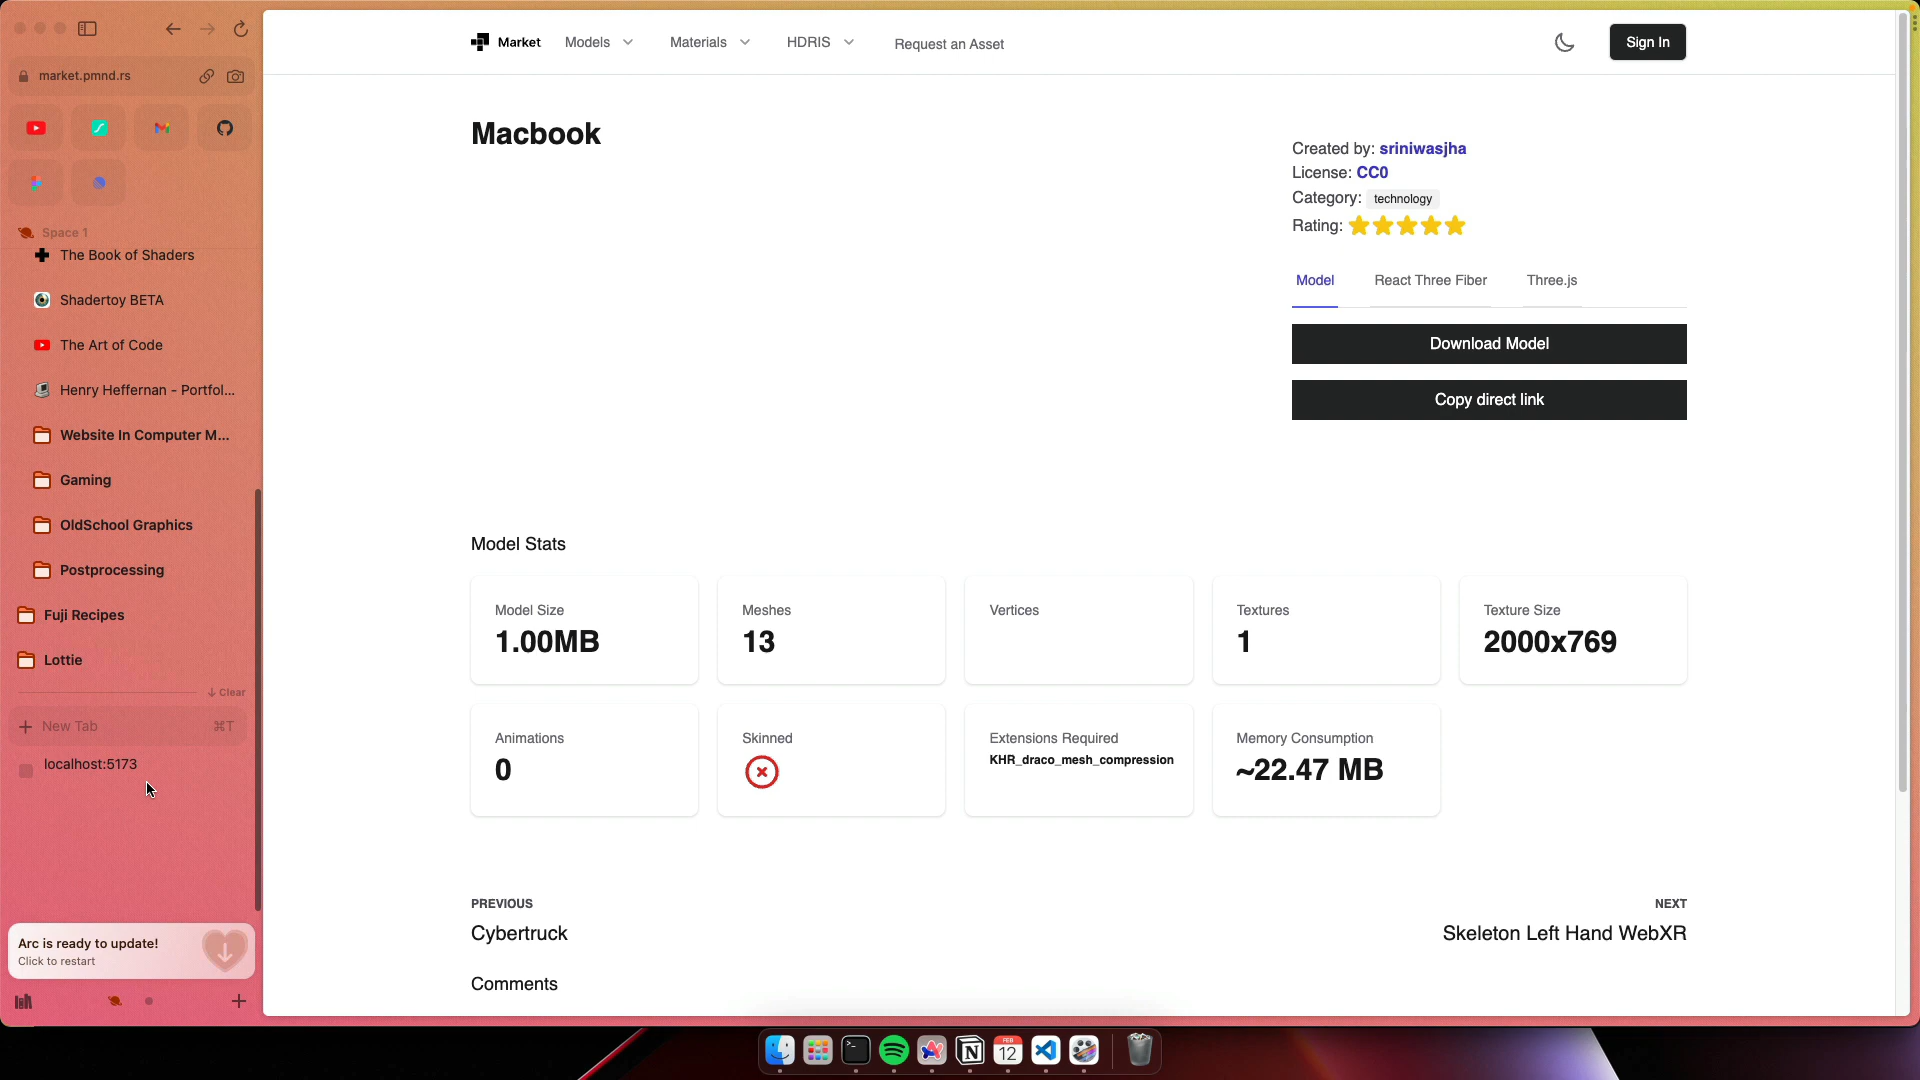 market.pmnd.rs
Space 1
The Book of Shaders
Shadertoy BETA
The Art of Code
Henry Heffernan - Portfol...
Website In Computer M...
Gaming
OldSchool Graphics
Postprocessing
Fuji Recipes
Lottie
↓ Clear
+ New Tab ⌘T
localhost:5173
Arc is ready to update!
Click to restart
Market
Models
Materials
HDRIS
Request an Asset
Sign In
Macbook
Created by: sriniwasjha
License: CC0
Category: technology
Rating:
Model
React Three Fiber
Three.js
Download Model
Copy direct link
Model Stats
Model Size
1.00MB
Meshes
13
Vertices
Textures
1
Texture Size
2000x769
Animations
0
Skinned
Extensions Required
KHR_draco_mesh_compression
Memory Consumption
~22.47 MB
PREVIOUS
Cybertruck
NEXT
Skeleton Left Hand WebXR
Comments
FEB
12